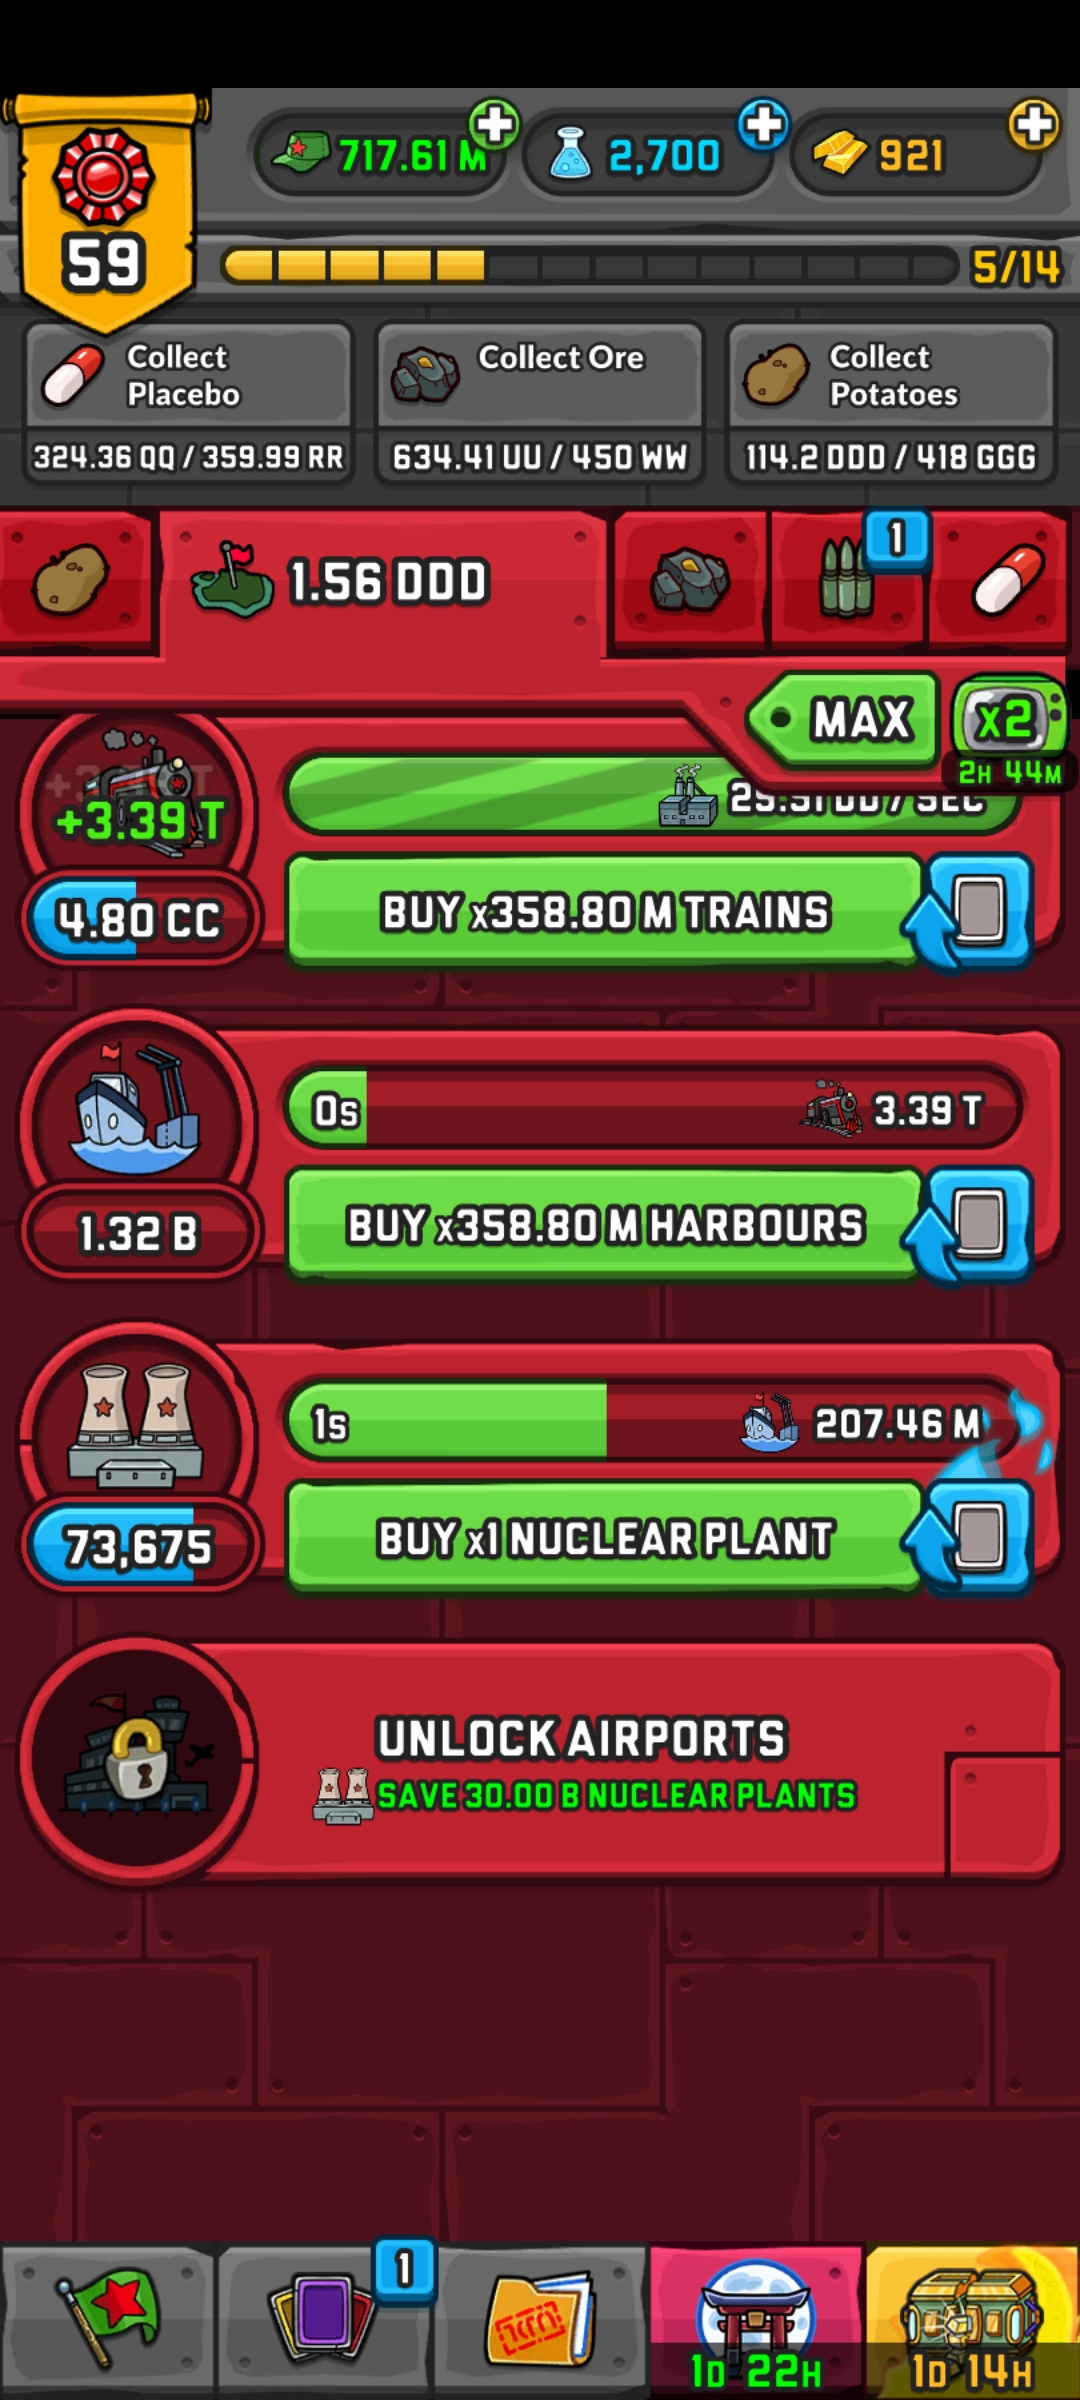 717.61 M
2,700
921
59
5/14
Collect Placebo
324.36 QQ / 359.99 RR
Collect Ore
634.41 UU / 450 WW
Collect Potatoes
114.2 DDD / 418 GGG
1.56 DDD
1
MAX
x2
2H 44M
+3.39 T
/ SEC
4.80 CC
BUY x358.80 M TRAINS
0s
3.39 T
1.32 B
BUY x358.80 M HARBOURS
1s
207.46 M
73,675
BUY x1 NUCLEAR PLANT
UNLOCK AIRPORTS
SAVE 30.00 B NUCLEAR PLANTS
1
1D 22H
1D 14H